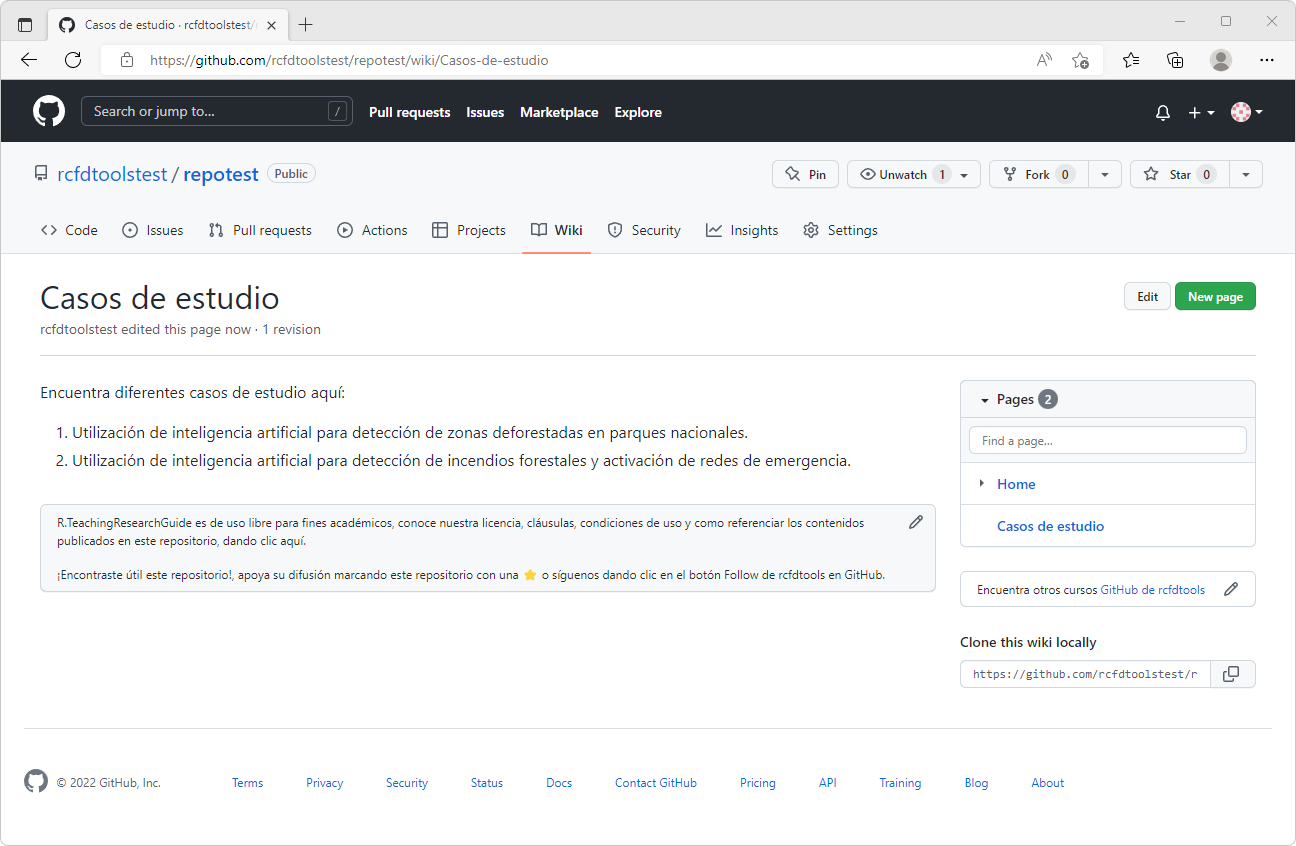 Casos de estudio · rcfdtoolstest/
https://github.com/rcfdtoolstest/repotest/wiki/Casos-de-estudio
Search or jump to... / Pull requests Issues Marketplace Explore
rcfdtoolstest / repotest Public Pin Unwatch 1 Fork 0 Star 0
Code Issues Pull requests Actions Projects Wiki Security Insights Settings
Casos de estudio
Edit New page
rcfdtoolstest edited this page now · 1 revision
Encuentra diferentes casos de estudio aquí:
1. Utilización de inteligencia artificial para detección de zonas deforestadas en parques nacionales.
2. Utilización de inteligencia artificial para detección de incendios forestales y activación de redes de emergencia.
R.TeachingResearchGuide es de uso libre para fines académicos, conoce nuestra licencia, cláusulas, condiciones de uso y como referenciar los contenidos
publicados en este repositorio, dando clic aquí.
¡Encontraste útil este repositorio!, apoya su difusión marcando este repositorio con una ⭐ o síguenos dando clic en el botón Follow de rcfdtools en GitHub.
Pages 2
Find a page...
Home
Casos de estudio
Encuentra otros cursos GitHub de rcfdtools
Clone this wiki locally
https://github.com/rcfdtoolstest/r
© 2022 GitHub, Inc. Terms Privacy Security Status Docs Contact GitHub Pricing API Training Blog About